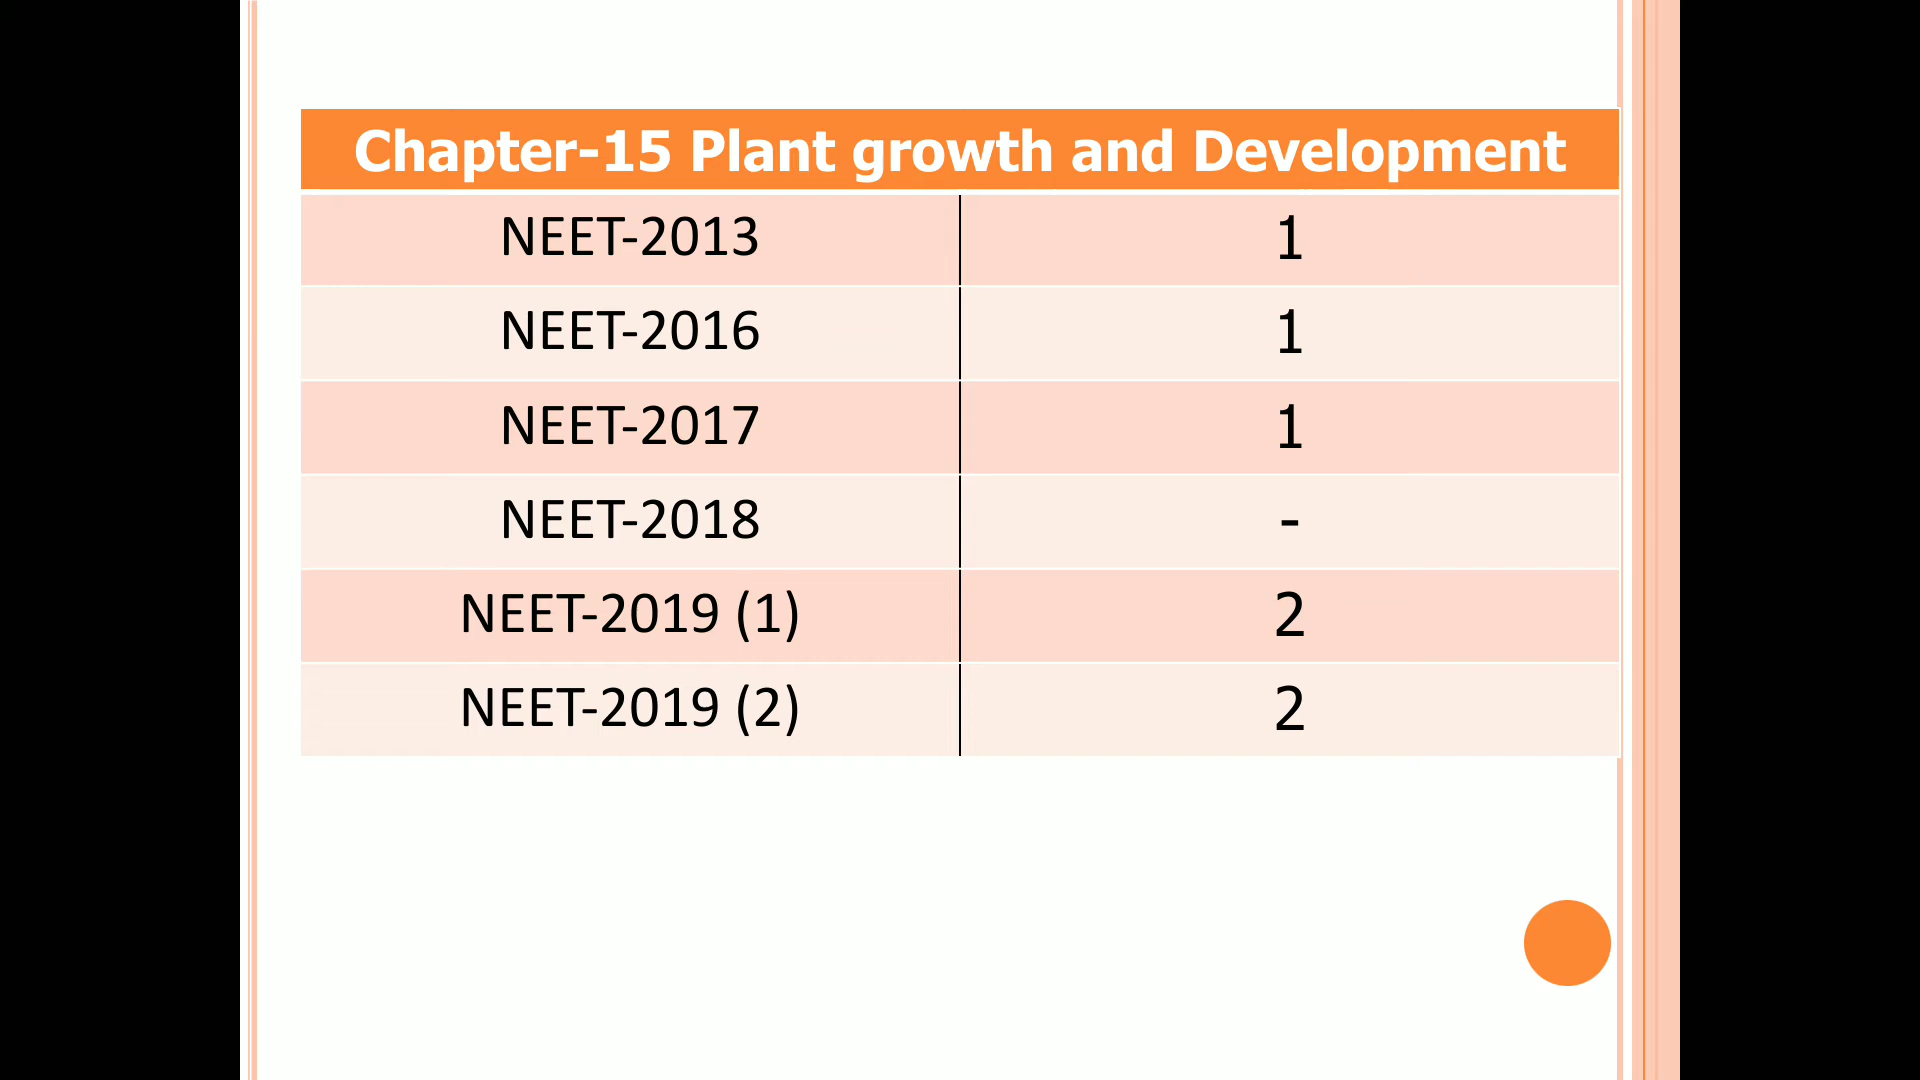 Chapter-15 Plant growth and Development
NEET-2013 1
NEET-2016 1
NEET-2017 1
NEET-2018 -
NEET-2019 (1) 2
NEET-2019 (2) 2